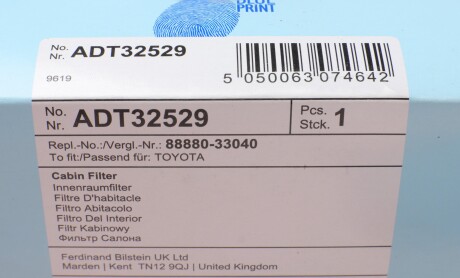 BLUE
PRINT
No.
Nr. ADT32529
9619
5 050063 074642
No.
Nr. ADT32529
Pcs.
Stck. 1
Repl.-No.:/Vergl.-Nr.: 88880-33040
To fit:/Passend für: TOYOTA
Cabin Filter
Innenraumfilter
Filtre D'habitacle
Filtro Abitacolo
Filtro Del Interior
Filtr Kabinowy
Фильтр Салона
Ferdinand Bilstein UK Ltd
Marden | Kent TN12 9QJ | United Kingdom